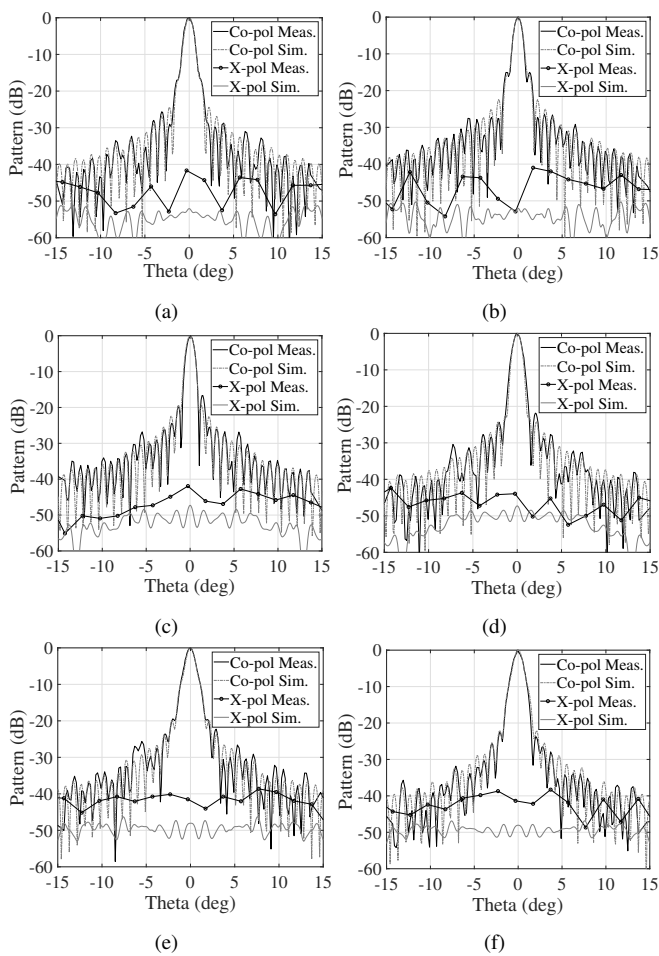 0
-10
-20
-30
-40
-50
-60
Pattern (dB)
Co-pol Meas.
Co-pol Sim.
X-pol Meas.
X-pol Sim.
-15 -10 -5 0 5 10 15
Theta (deg)
(a)
0
-10
-20
-30
-40
-50
-60
Pattern (dB)
Co-pol Meas.
Co-pol Sim.
X-pol Meas.
X-pol Sim.
-15 -10 -5 0 5 10 15
Theta (deg)
(b)
0
-10
-20
-30
-40
-50
-60
Pattern (dB)
Co-pol Meas.
Co-pol Sim.
X-pol Meas.
X-pol Sim.
-15 -10 -5 0 5 10 15
Theta (deg)
(c)
0
-10
-20
-30
-40
-50
-60
Pattern (dB)
Co-pol Meas.
Co-pol Sim.
X-pol Meas.
X-pol Sim.
-15 -10 -5 0 5 10 15
Theta (deg)
(d)
0
-10
-20
-30
-40
-50
-60
Pattern (dB)
Co-pol Meas.
Co-pol Sim.
X-pol Meas.
X-pol Sim.
-15 -10 -5 0 5 10 15
Theta (deg)
(e)
0
-10
-20
-30
-40
-50
-60
Pattern (dB)
Co-pol Meas.
Co-pol Sim.
X-pol Meas.
X-pol Sim.
-15 -10 -5 0 5 10 15
Theta (deg)
(f)